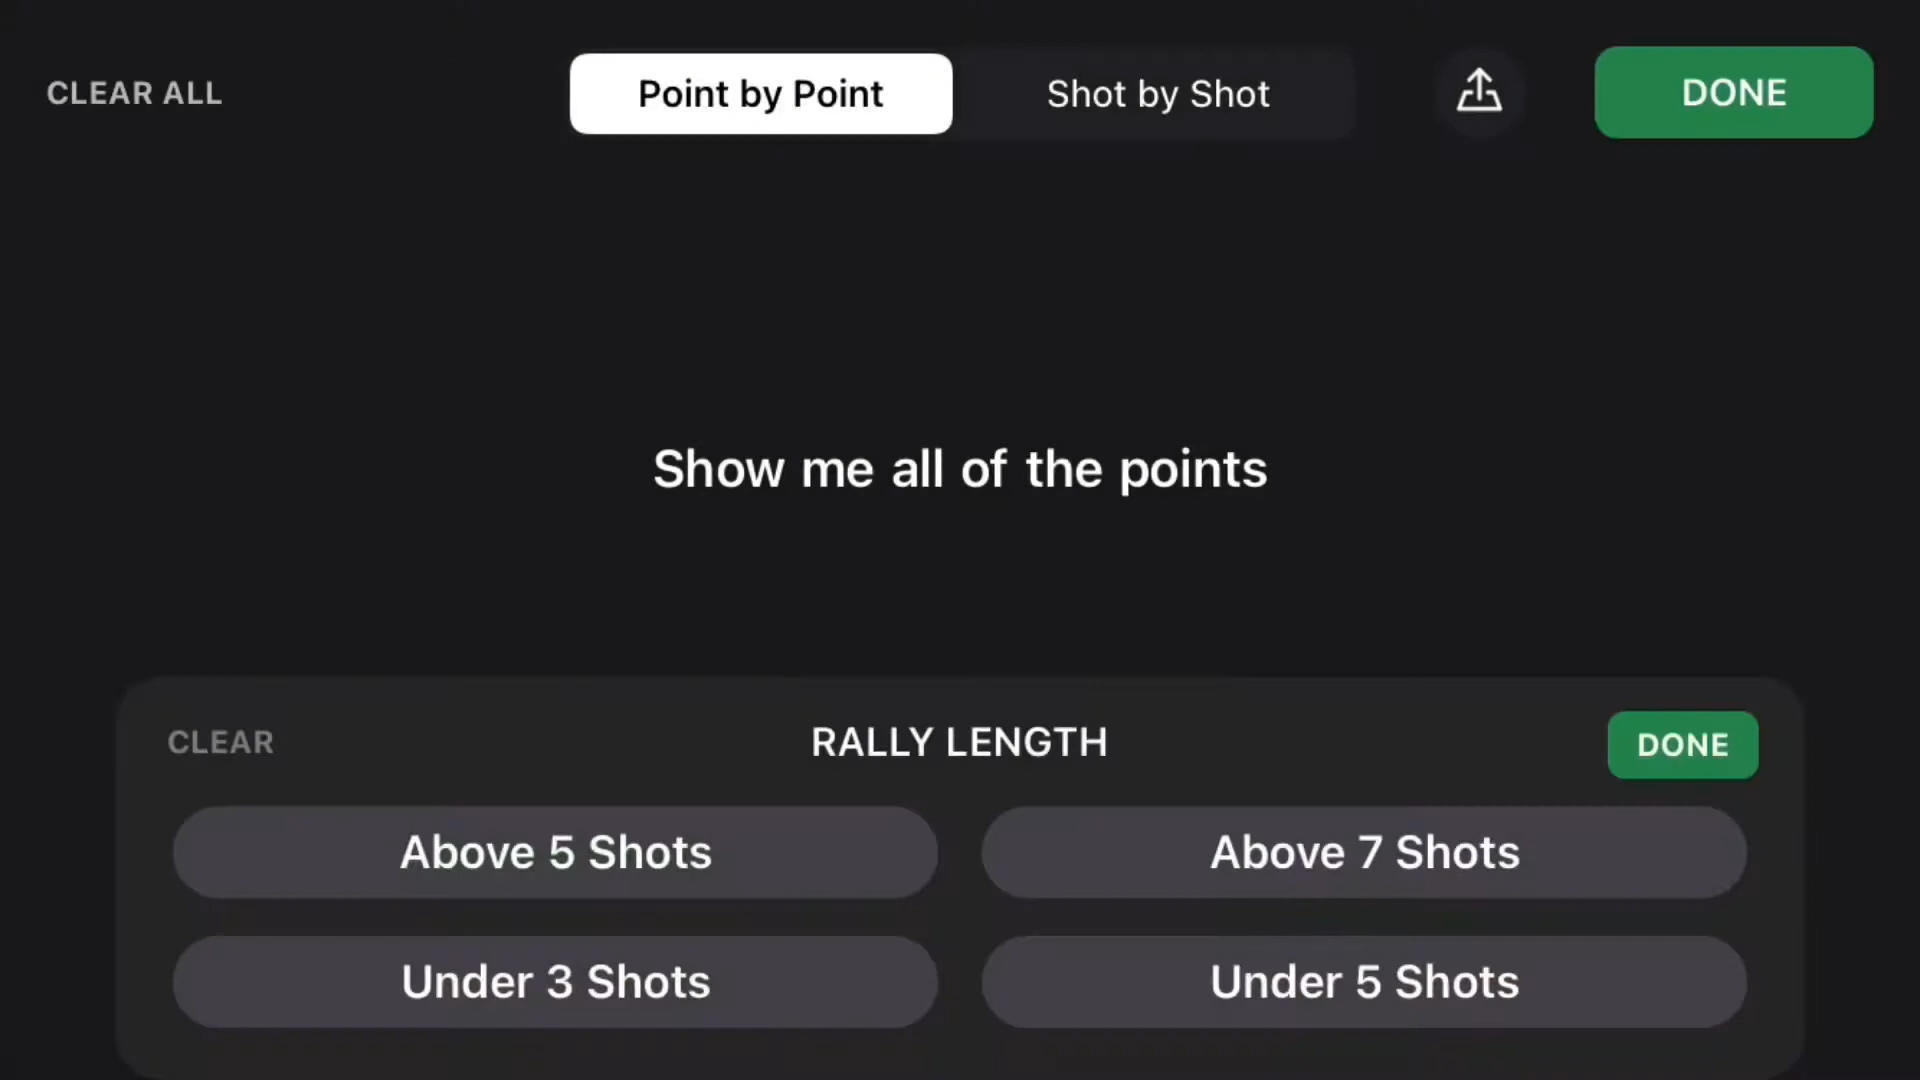 CLEAR ALL
Point by Point
Shot by Shot
DONE
Show me all of the points
CLEAR
RALLY LENGTH
DONE
Above 5 Shots
Above 7 Shots
Under 3 Shots
Under 5 Shots